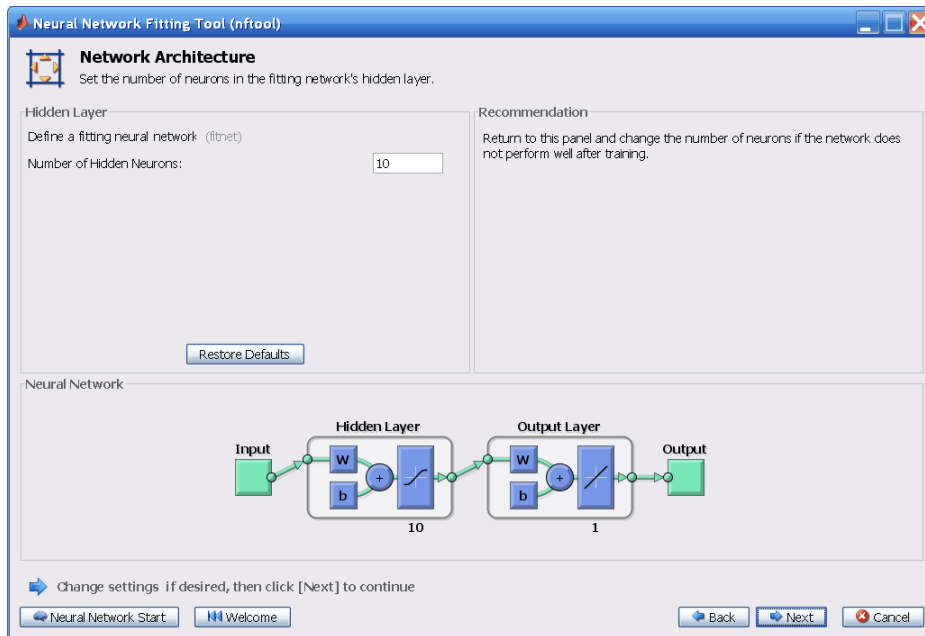 Neural Network Fitting Tool (nftool)
Network Architecture
Set the number of neurons in the fitting network's hidden layer.
Hidden Layer
Define a fitting neural network (fitnet)
Number of Hidden Neurons: 10
Restore Defaults
Recommendation
Return to this panel and change the number of neurons if the network does
not perform well after training.
Neural Network
Hidden Layer
Output Layer
Input
W
b
+
10
W
b
+
1
Output
Change settings if desired, then click [Next] to continue
Neural Network Start
Welcome
Back
Next
Cancel